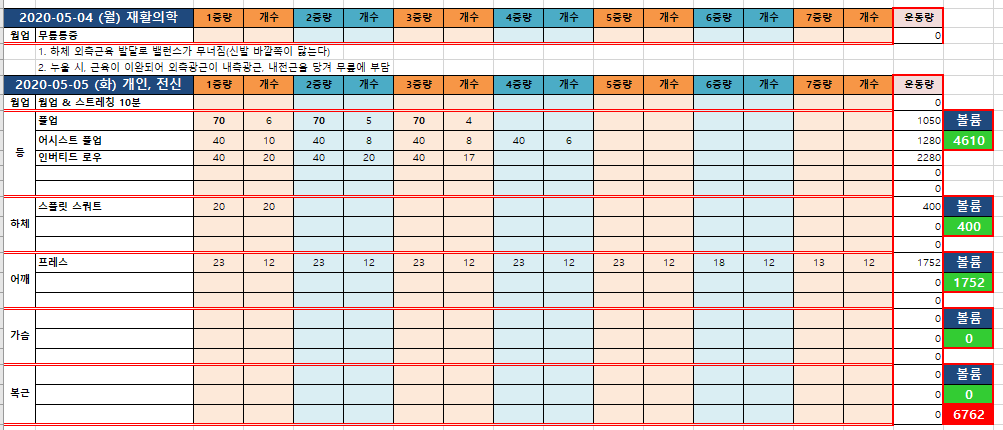 2020-05-04 (월) 재활의학 1중량 개수 2중량 개수 3중량 개수 4중량 개수 5중량 개수 6중량 개수 7중량 개수 운동량
웜업 무릎통증 0
1. 하체 외측근육 발달로 밸런스가 무너짐(신발 바깥쪽이 닳는다)
2. 누울 시, 근육이 이완되어 외측광근이 내측광근, 내전근을 당겨 무릎에 부담
2020-05-05 (화) 개인, 전신 1중량 개수 2중량 개수 3중량 개수 4중량 개수 5중량 개수 6중량 개수 7중량 개수 운동량
웜업 웜업 & 스트레칭 10분 0
등 풀업 70 6 70 5 70 4 1050 볼륨
어시스트 풀업 40 10 40 8 40 8 40 6 1280 4610
인버티드 로우 40 20 40 20 40 17 2280
0
0
하체 스플릿 스쿼트 20 20 400 볼륨
0 400
0
어깨 프레스 23 12 23 12 23 12 23 12 23 12 18 12 13 12 1752 볼륨
0 1752
0
가슴 0 볼륨
0 0
0
복근 0 볼륨
0 0
0 6762